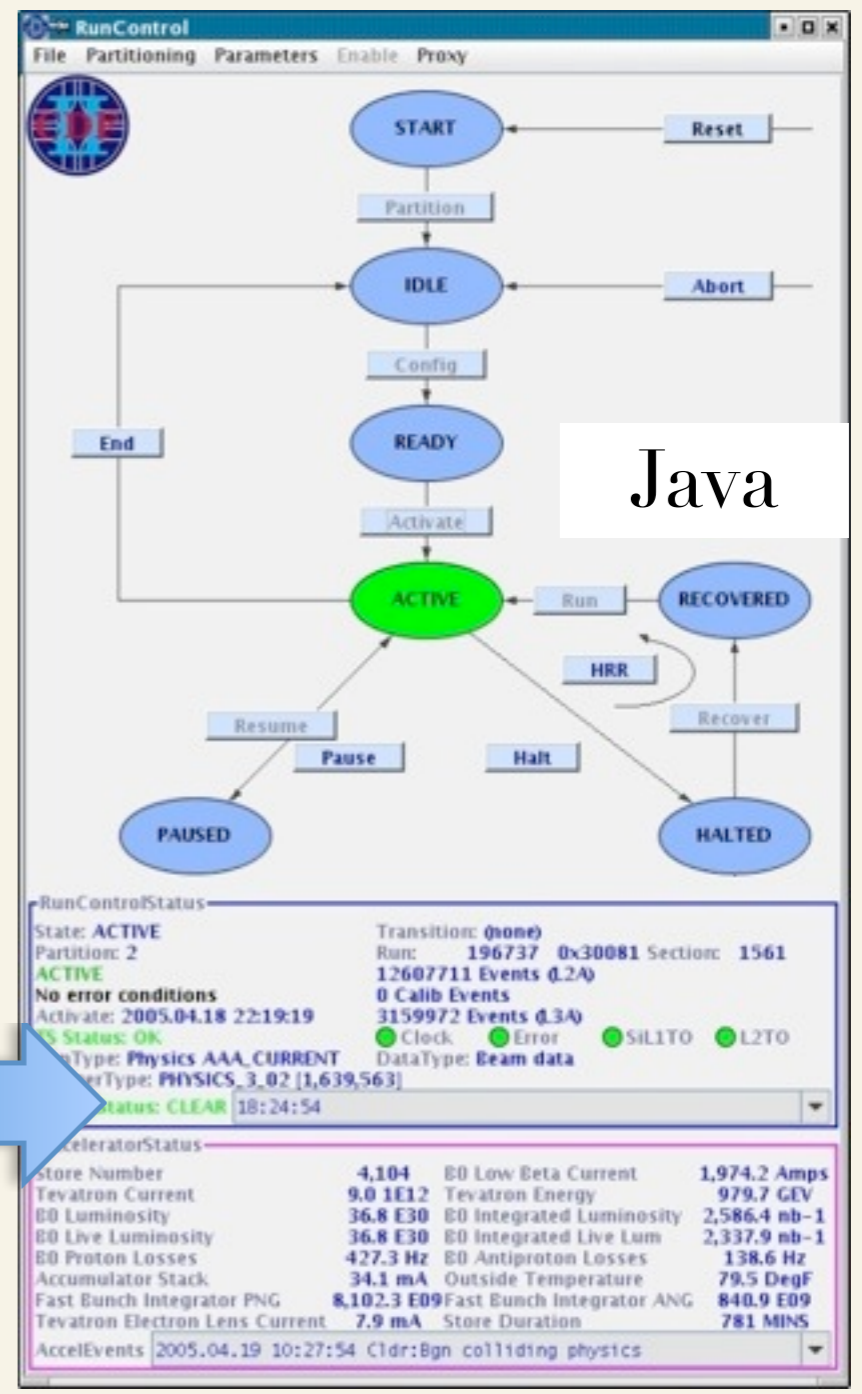 RunControl
File Partitioning Parameters Enable Proxy
CDF
II
START
Reset
Partition
IDLE
Abort
Config
End
READY
Java
Activate
ACTIVE
Run
RECOVERED
HRR
Resume
Recover
Pause
Halt
PAUSED
HALTED
RunControlStatus
State: ACTIVE Transition: (none)
Partition: 2 Run: 196737 0x30081 Section: 1561
ACTIVE 12607711 Events (L2A)
No error conditions 0 Calib Events
Activate: 2005.04.18 22:19:19 3159972 Events (L3A)
Status: OK Clock Error SiL1TO L2TO
Type: Physics AAA_CURRENT DataType: Beam data
Type: PHYSICS_3_02 [1,639,563]
Status: CLEAR 18:24:54
celeratorStatus
Store Number 4,104 B0 Low Beta Current 1,974.2 Amps
Tevatron Current 9.0 1E12 Tevatron Energy 979.7 GEV
B0 Luminosity 36.8 E30 B0 Integrated Luminosity 2,586.4 nb-1
B0 Live Luminosity 36.8 E30 B0 Integrated Live Lum 2,337.9 nb-1
B0 Proton Losses 427.3 Hz B0 Antiproton Losses 138.6 Hz
Accumulator Stack 34.1 mA Outside Temperature 79.5 DegF
Fast Bunch Integrator PNG 8,102.3 E09 Fast Bunch Integrator ANG 840.9 E09
Tevatron Electron Lens Current 7.9 mA Store Duration 781 MINS
AccelEvents 2005.04.19 10:27:54 Cldr:Bgn colliding physics